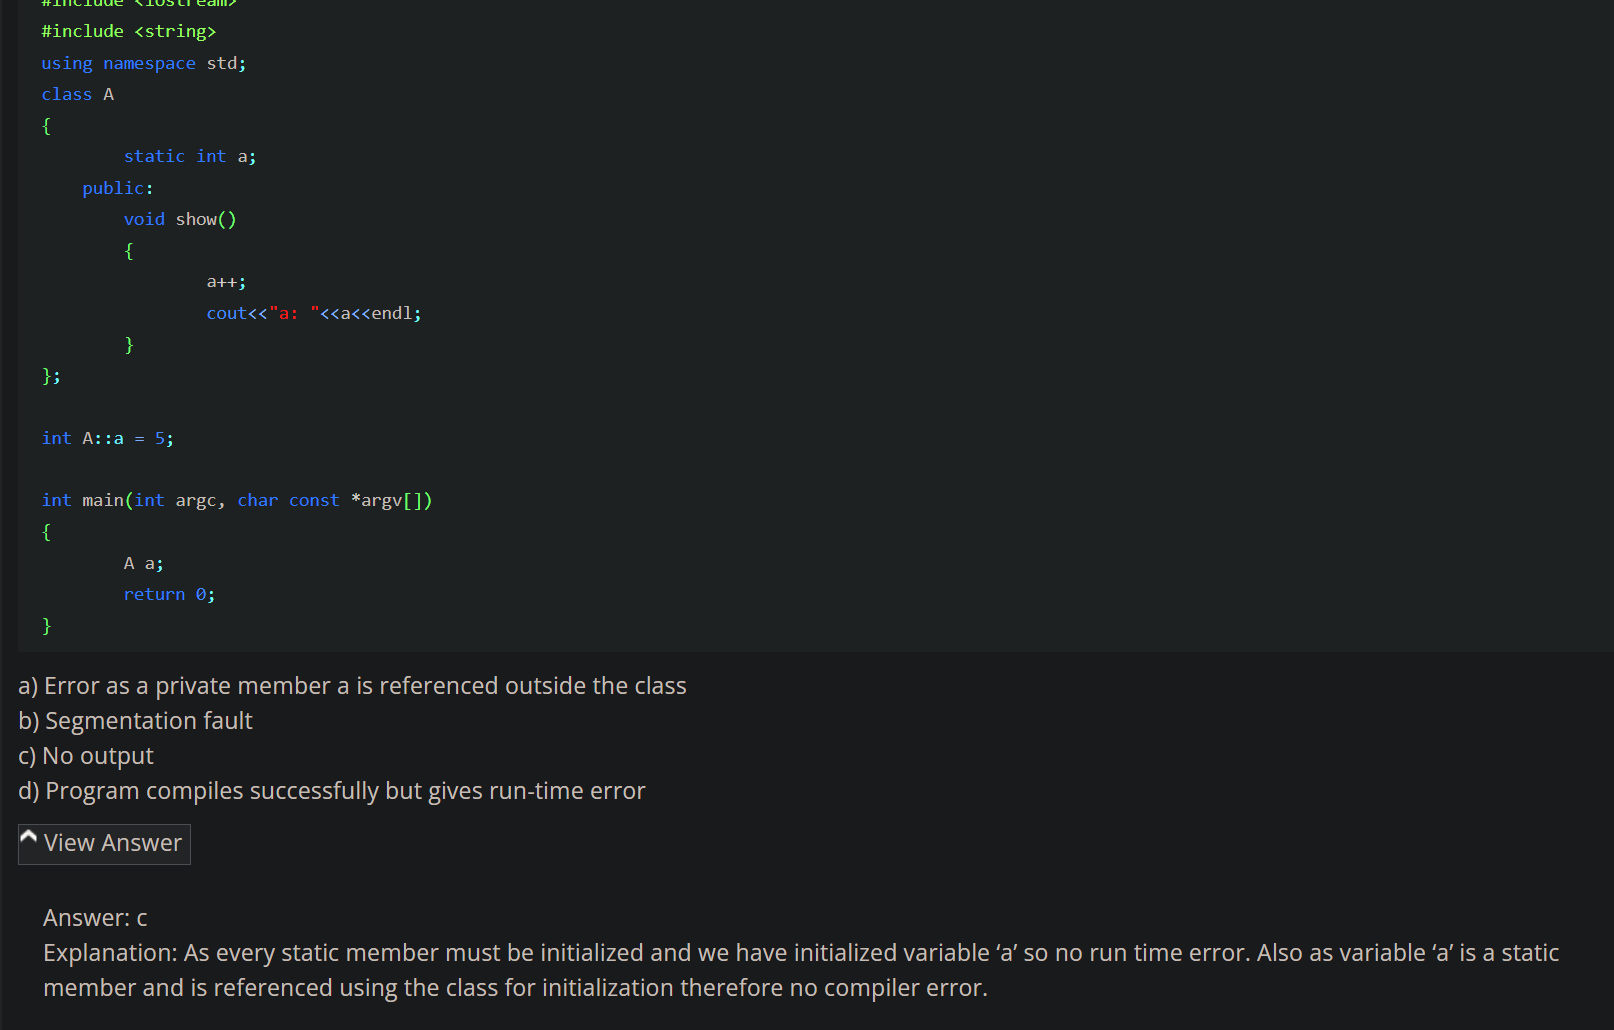 #include <iostream>
#include <string>
using namespace std;
class A
{
static int a;
public:
void show()
{
a++;
cout<<"a: "<<a<<endl;
}
};
int A::a = 5;
int main(int argc, char const *argv[])
{
A a;
return 0;
}
a) Error as a private member a is referenced outside the class
b) Segmentation fault
c) No output
d) Program compiles successfully but gives run-time error
View Answer
Answer: c
Explanation: As every static member must be initialized and we have initialized variable ‘a’ so no run time error. Also as variable ‘a’ is a static
member and is referenced using the class for initialization therefore no compiler error.